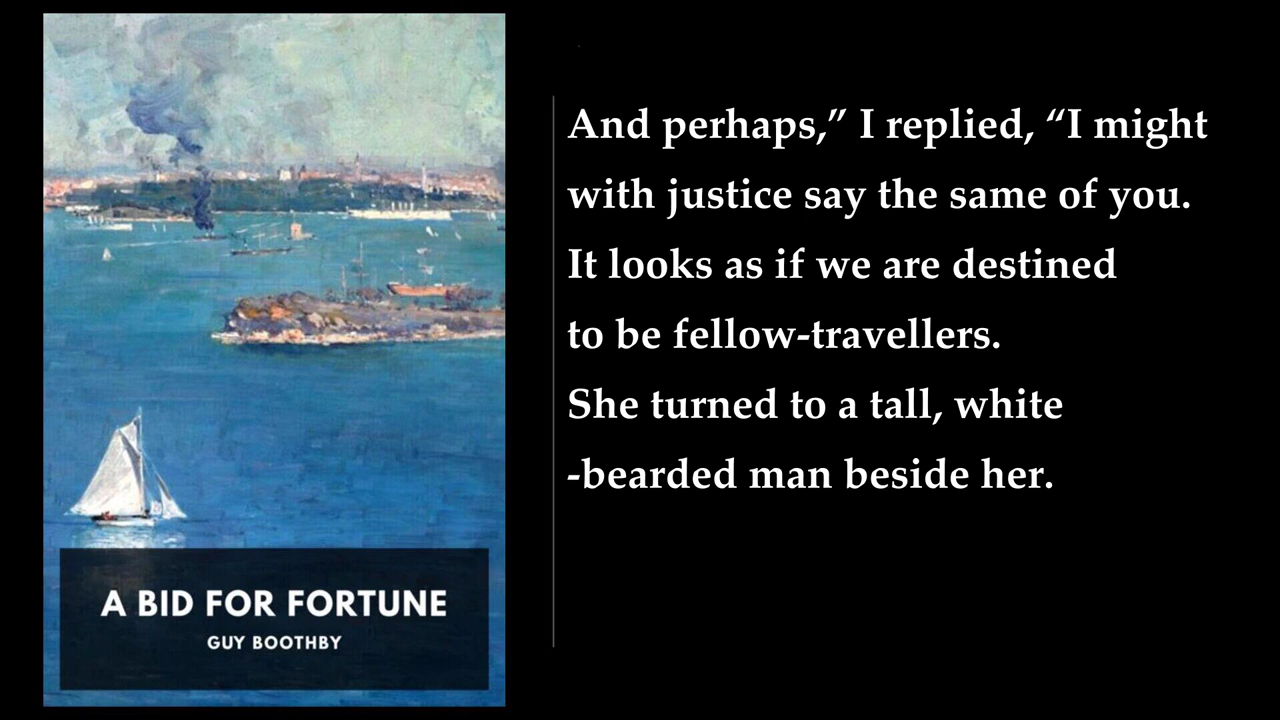 A BID FOR FORTUNE
GUY BOOTHBY
And perhaps,” I replied, “I might
with justice say the same of you.
It looks as if we are destined
to be fellow-travellers.
She turned to a tall, white
-bearded man beside her.